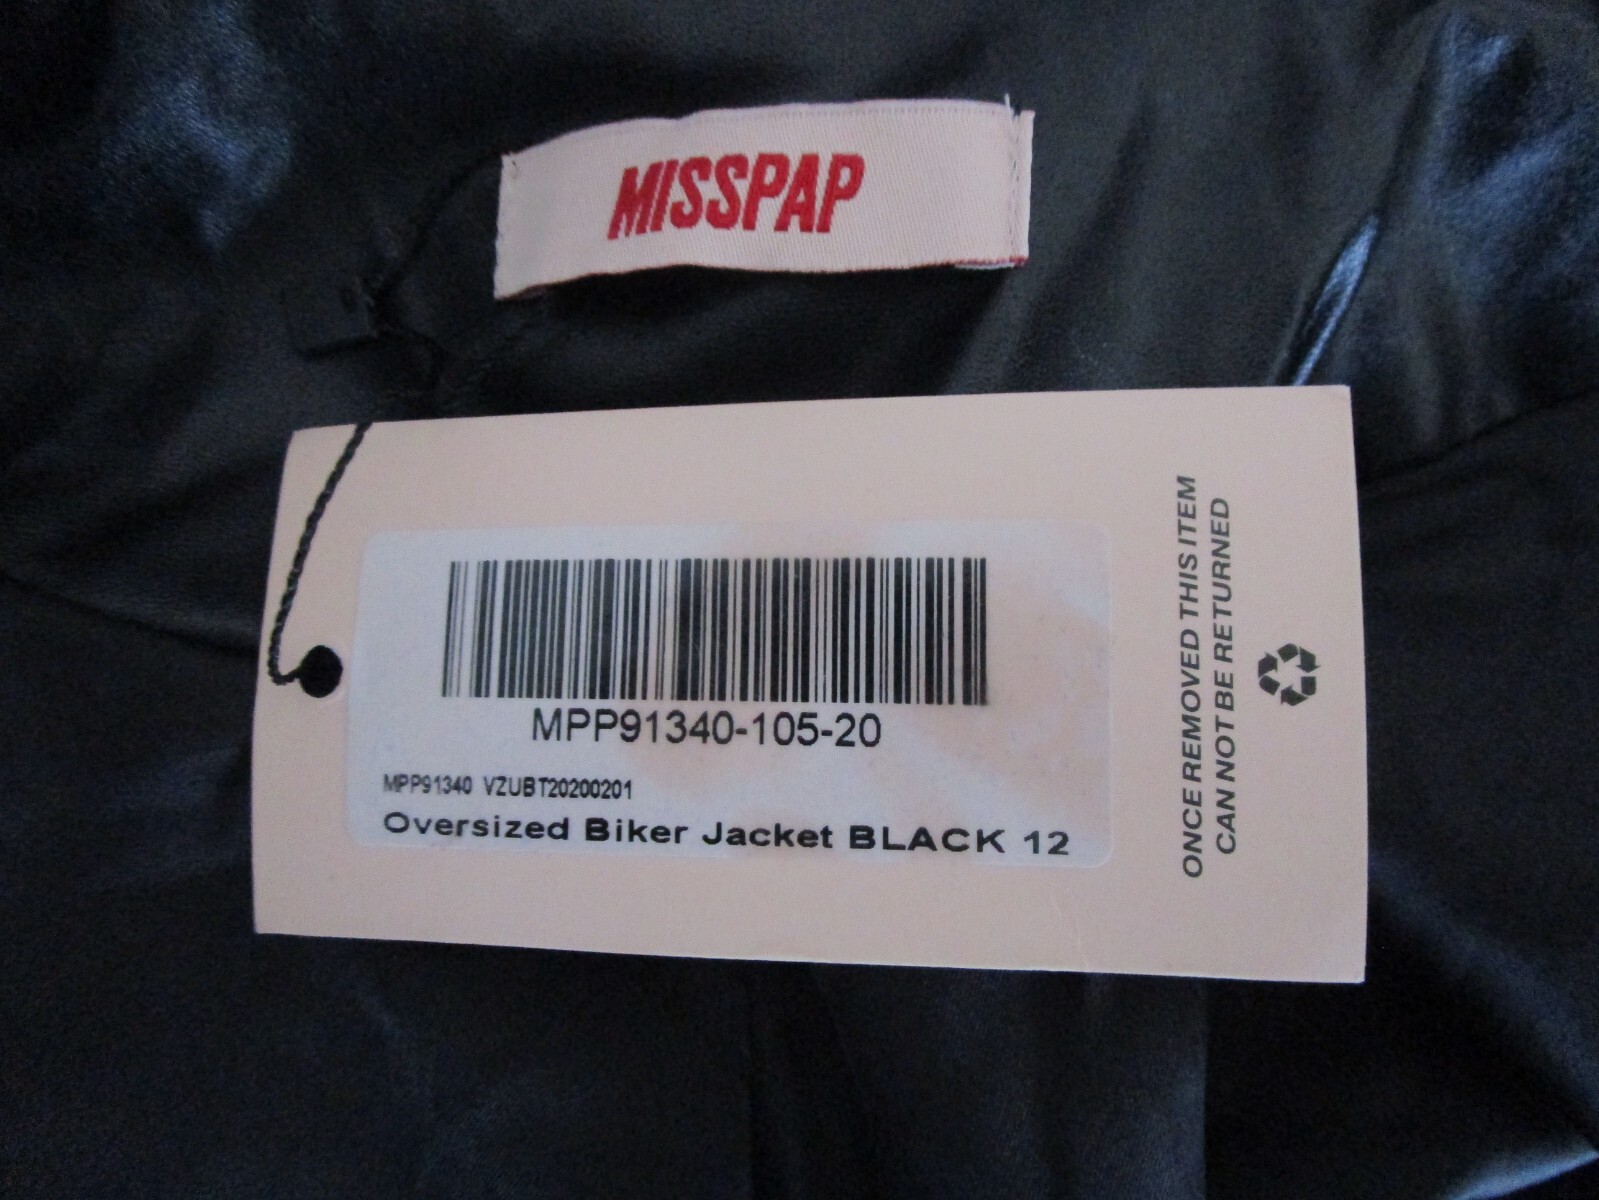 MISSPAP
MPP91340-105-20
MPP91340 VZUBT20200201
Oversized Biker Jacket BLACK 12
ONCE REMOVED THIS ITEM
CAN NOT BE RETURNED